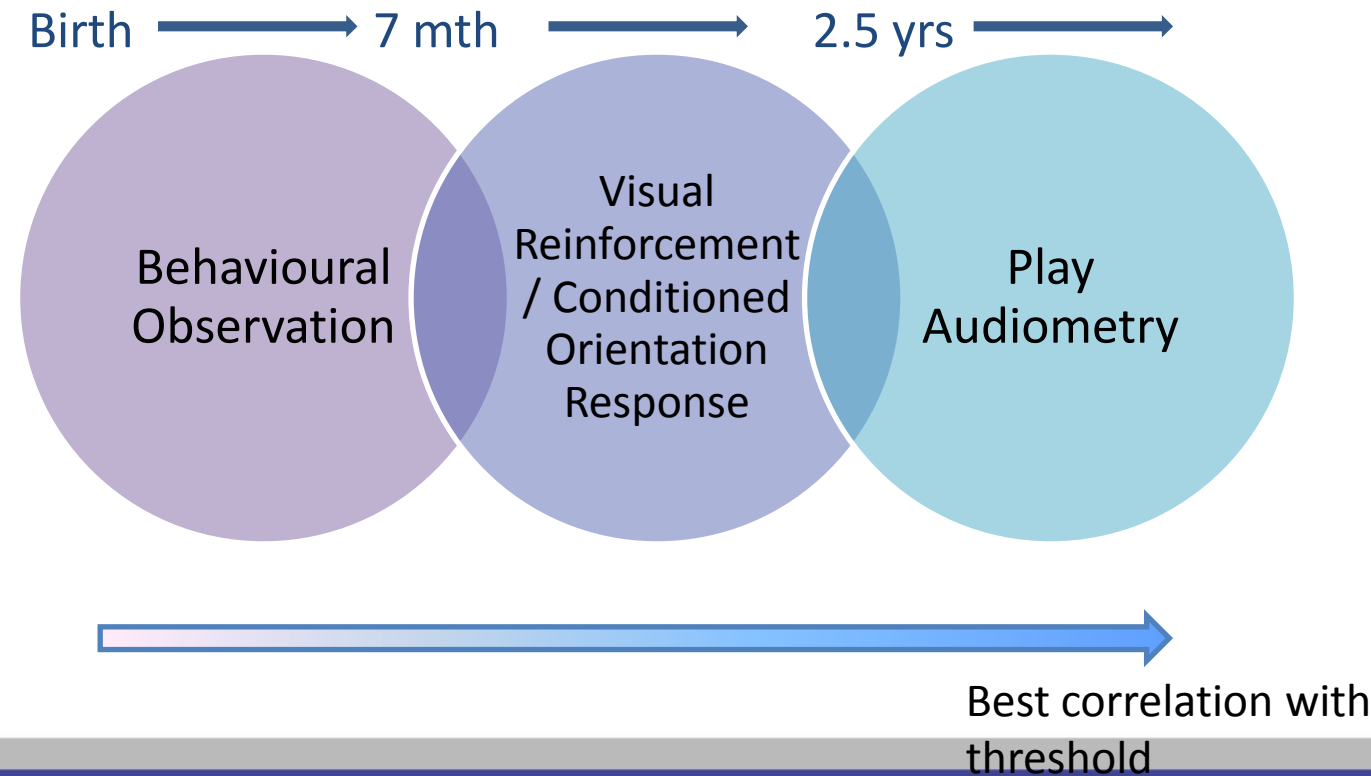 Birth 7 mth 2.5 yrs
Behavioural
Observation
Visual
Reinforcement
/ Conditioned
Orientation
Response
Play
Audiometry
Best correlation with
threshold